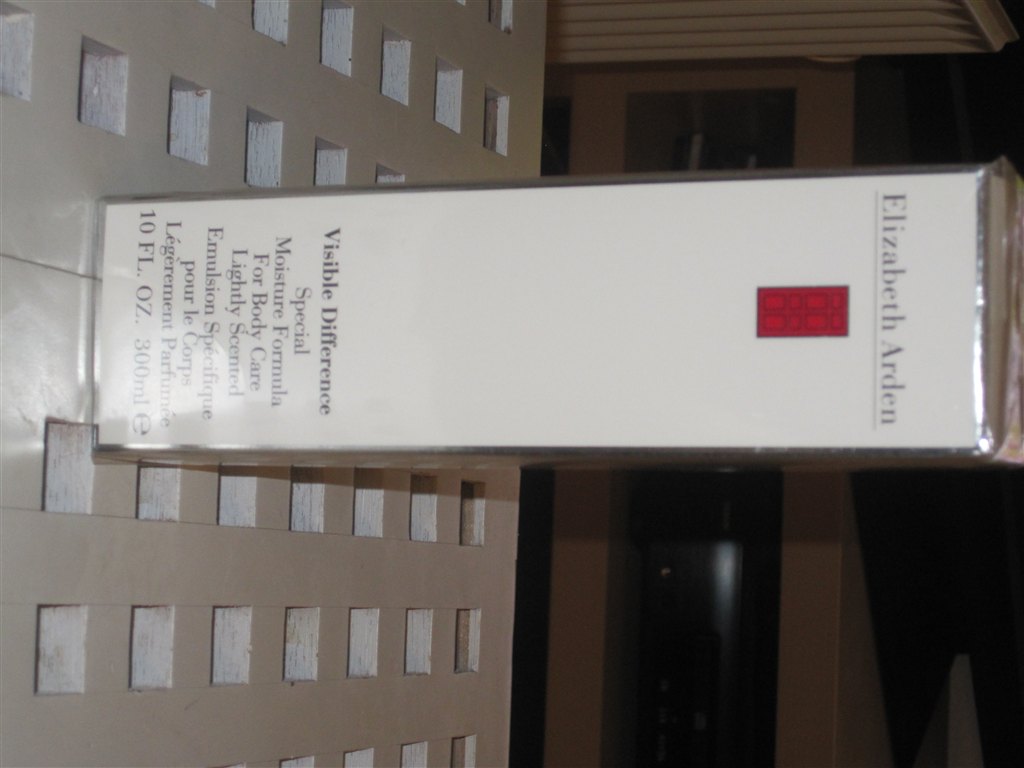 Elizabeth Arden
Visible Difference
Special
Moisture Formula
For Body Care
Lightly Scented
Emulsion Spécifique
pour le Corps
Légèrement Parfumée
10 FL. OZ. 300ml ℮